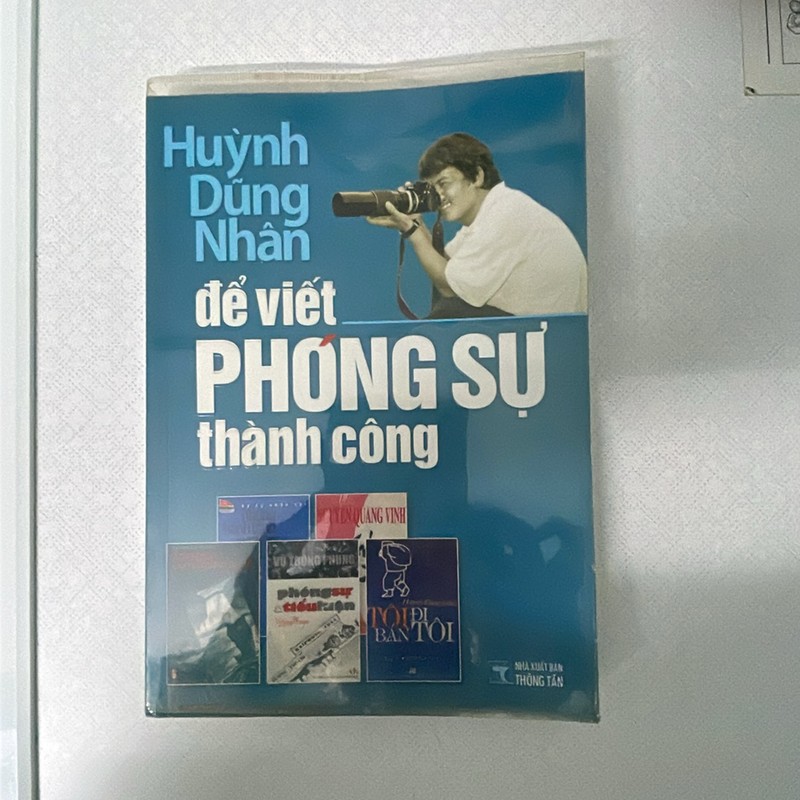 Huỳnh
Dũng
Nhân
để viết
PHÓNG SỰ
thành công
QUANG VINH
VŨ TRỌNG PHỤNG
phóng sự
tiểu luận
TÔI ĐI
BÁN TÔI
NHÀ XUẤT BẢN
THÔNG TẤN